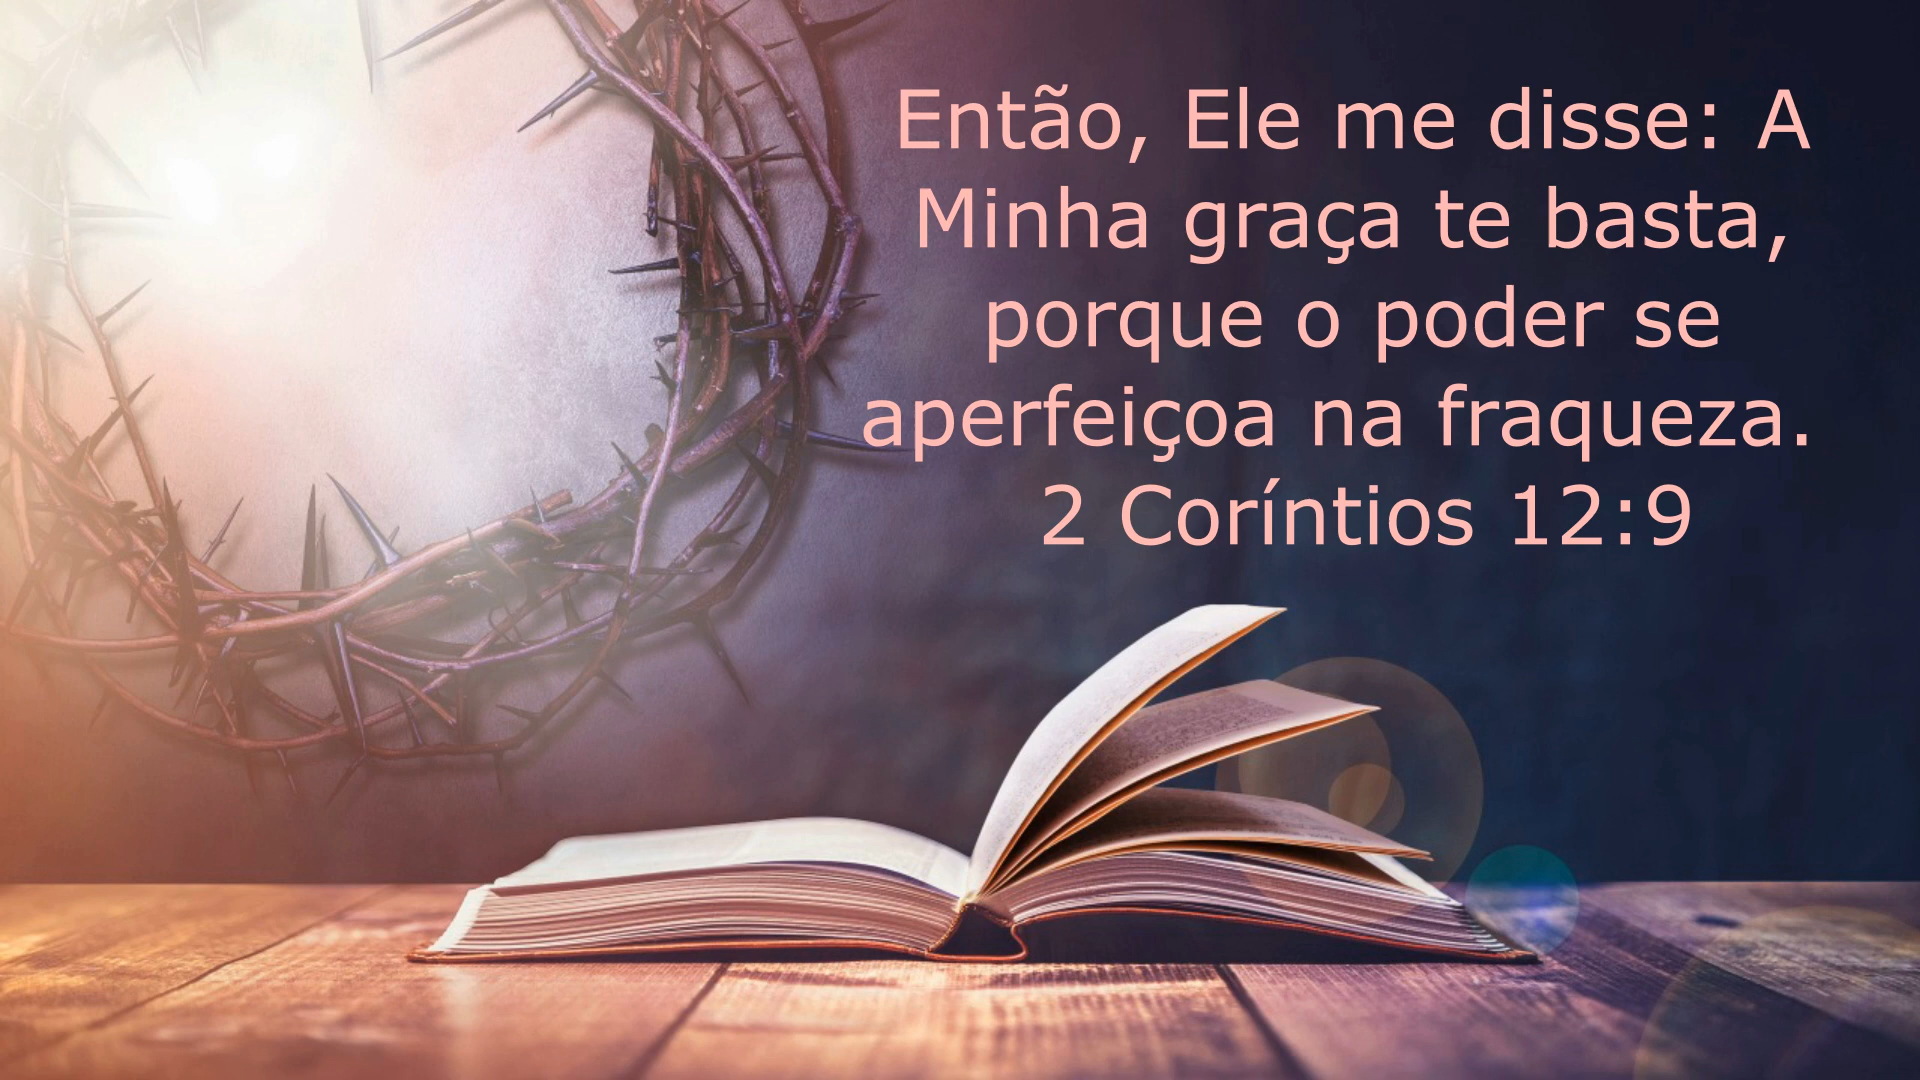 Então, Ele me disse: A
Minha graça te basta,
porque o poder se
aperfeiçoa na fraqueza.
2 Coríntios 12:9